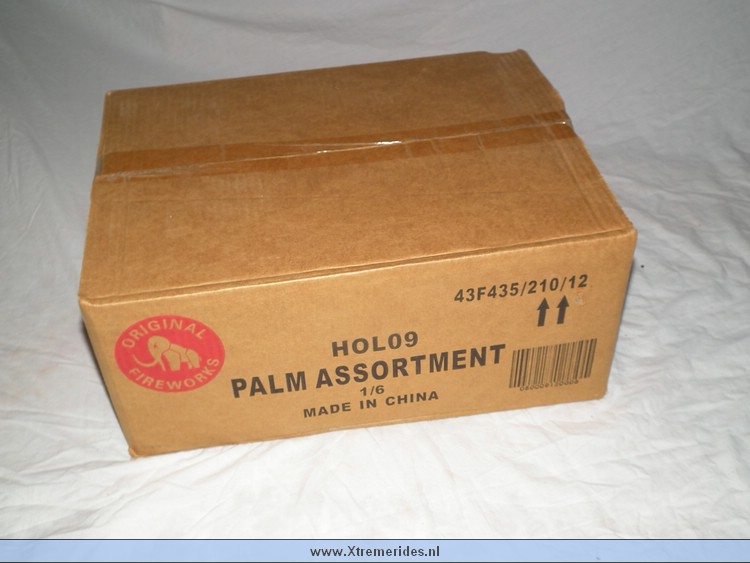 43F435/210/12
ORIGINAL
FIREWORKS
HOL09
PALM ASSORTMENT
1/6
MADE IN CHINA
www.Xtremerides.nl